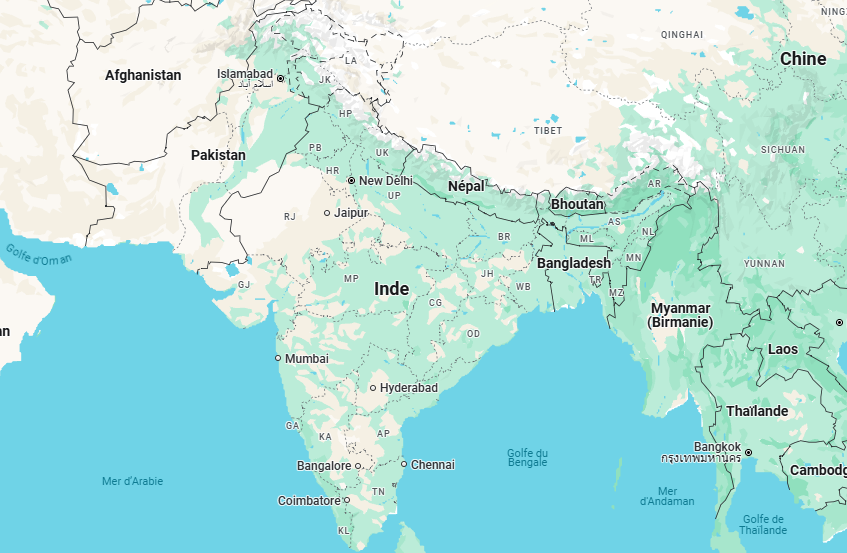 NING
QINGHAI
Chine
LA
Afghanistan
Islamabad
اسلام آباد
JK
HP
TIBET
SICHUAN
Pakistan
PB
UK
HR
New Delhi
UP
Népal
AR
RJ
Jaipur
Bhoutan
AS
NL
BR
ML
Golfe d'Oman
Bangladesh
MN
YUNNAN
GJ
MP
Inde
JH
WB
TR
MZ
CG
an
OD
Myanmar
(Birmanie)
Laos
Mumbai
Hyderabad
Thaïlande
GA
KA
AP
Bangkok
กรุงเทพมหานคร
Golfe du
Bengale
Bangalore
Chennai
Cambodg
Mer d'Arabie
TN
Mer
d'Andaman
Coimbatore
KL
Golfe de
Thaïlande